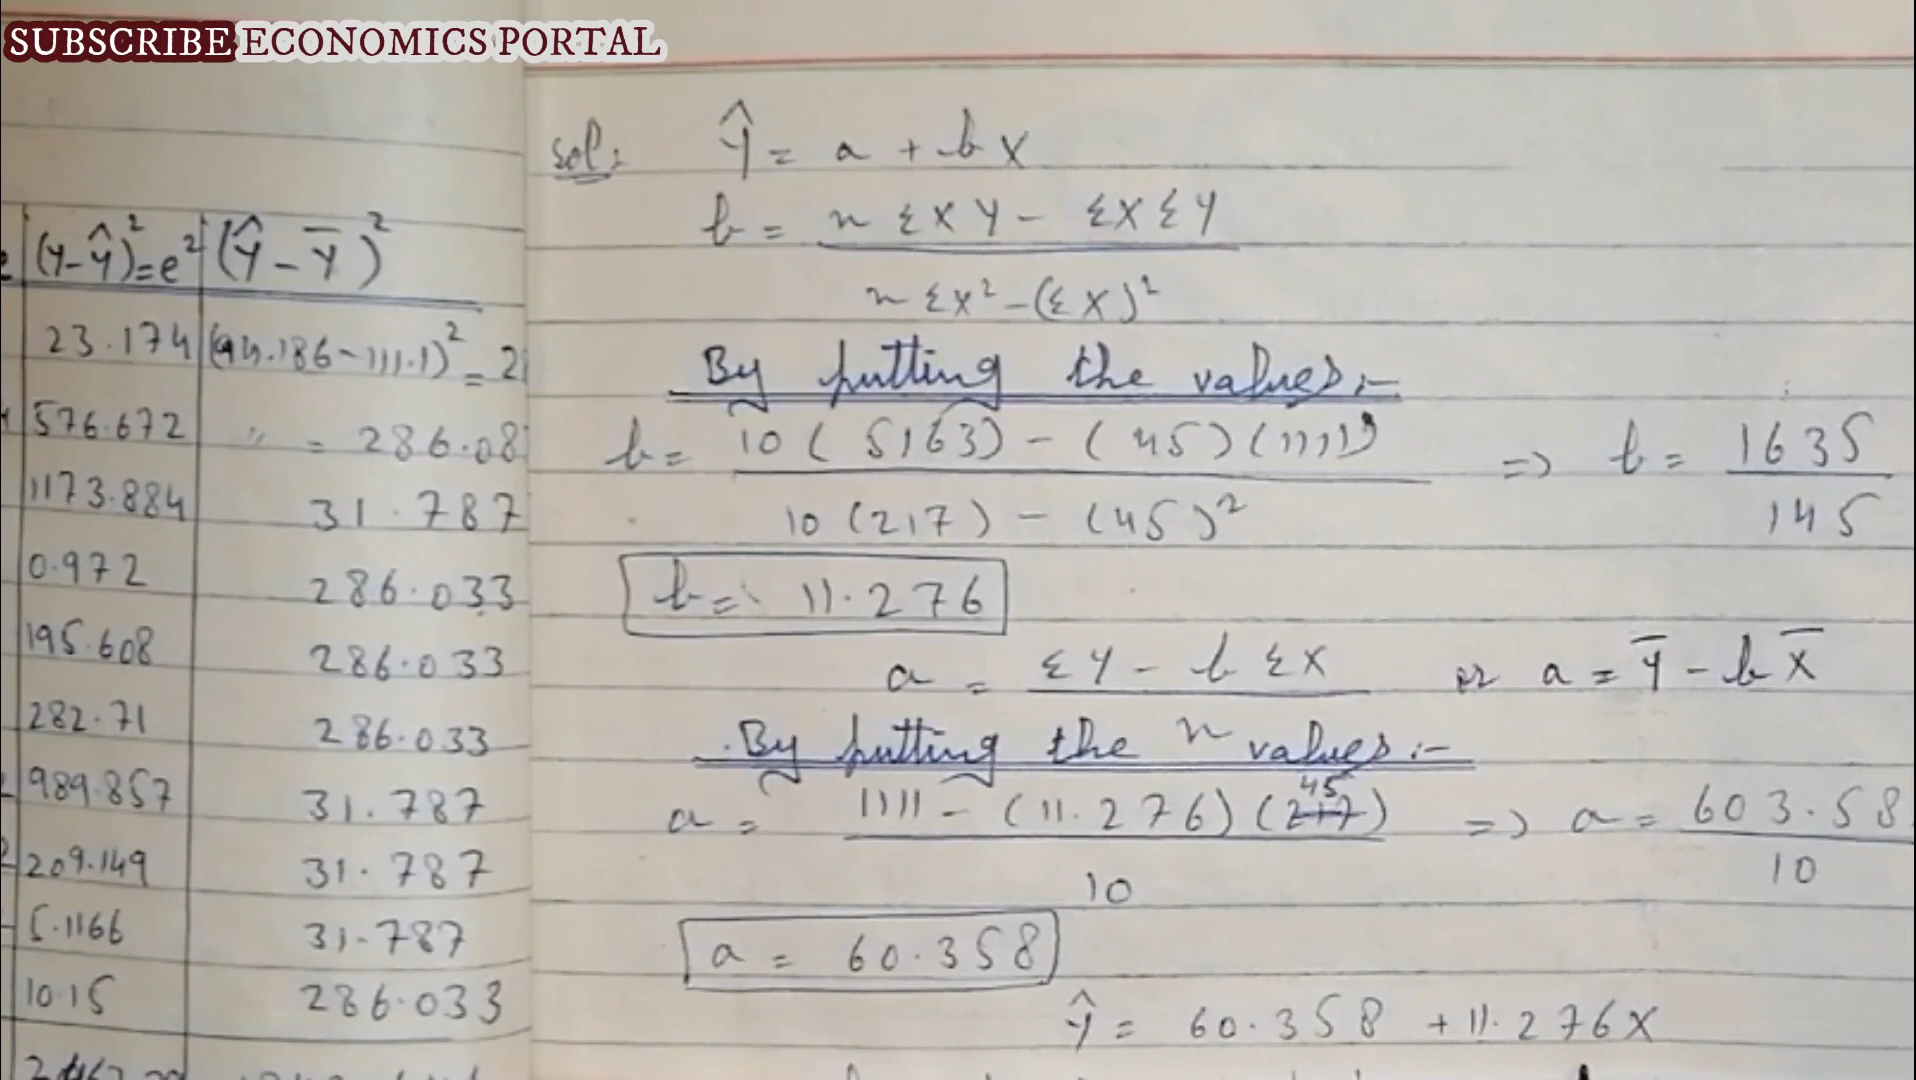 SUBSCRIBE ECONOMICS PORTAL
(Y-Ŷ)²=e² (Ŷ-Ȳ)²
23.174 (94.186-111.1)² = 2
576.672 〃 = 286.08
1173.884 31.787
0.972 286.033
195.608 286.033
282.71 286.033
989.857 31.787
209.149 31.787
5.1166 31.787
10.15 286.033
sol: Ŷ = a + bX
b = nΣXY - ΣXΣY
nΣX² - (ΣX)²
By putting the values:-
b = 10(5163) - (45)(1111) => b = 1635
10(217) - (45)² 145
b = 11.276
a = ΣY - bΣX or a = Ȳ - bX̄
n
By putting the values:-
45
a = 1111 - (11.276)(217) => a = 603.58
10 10
a = 60.358
Ŷ = 60.358 + 11.276X